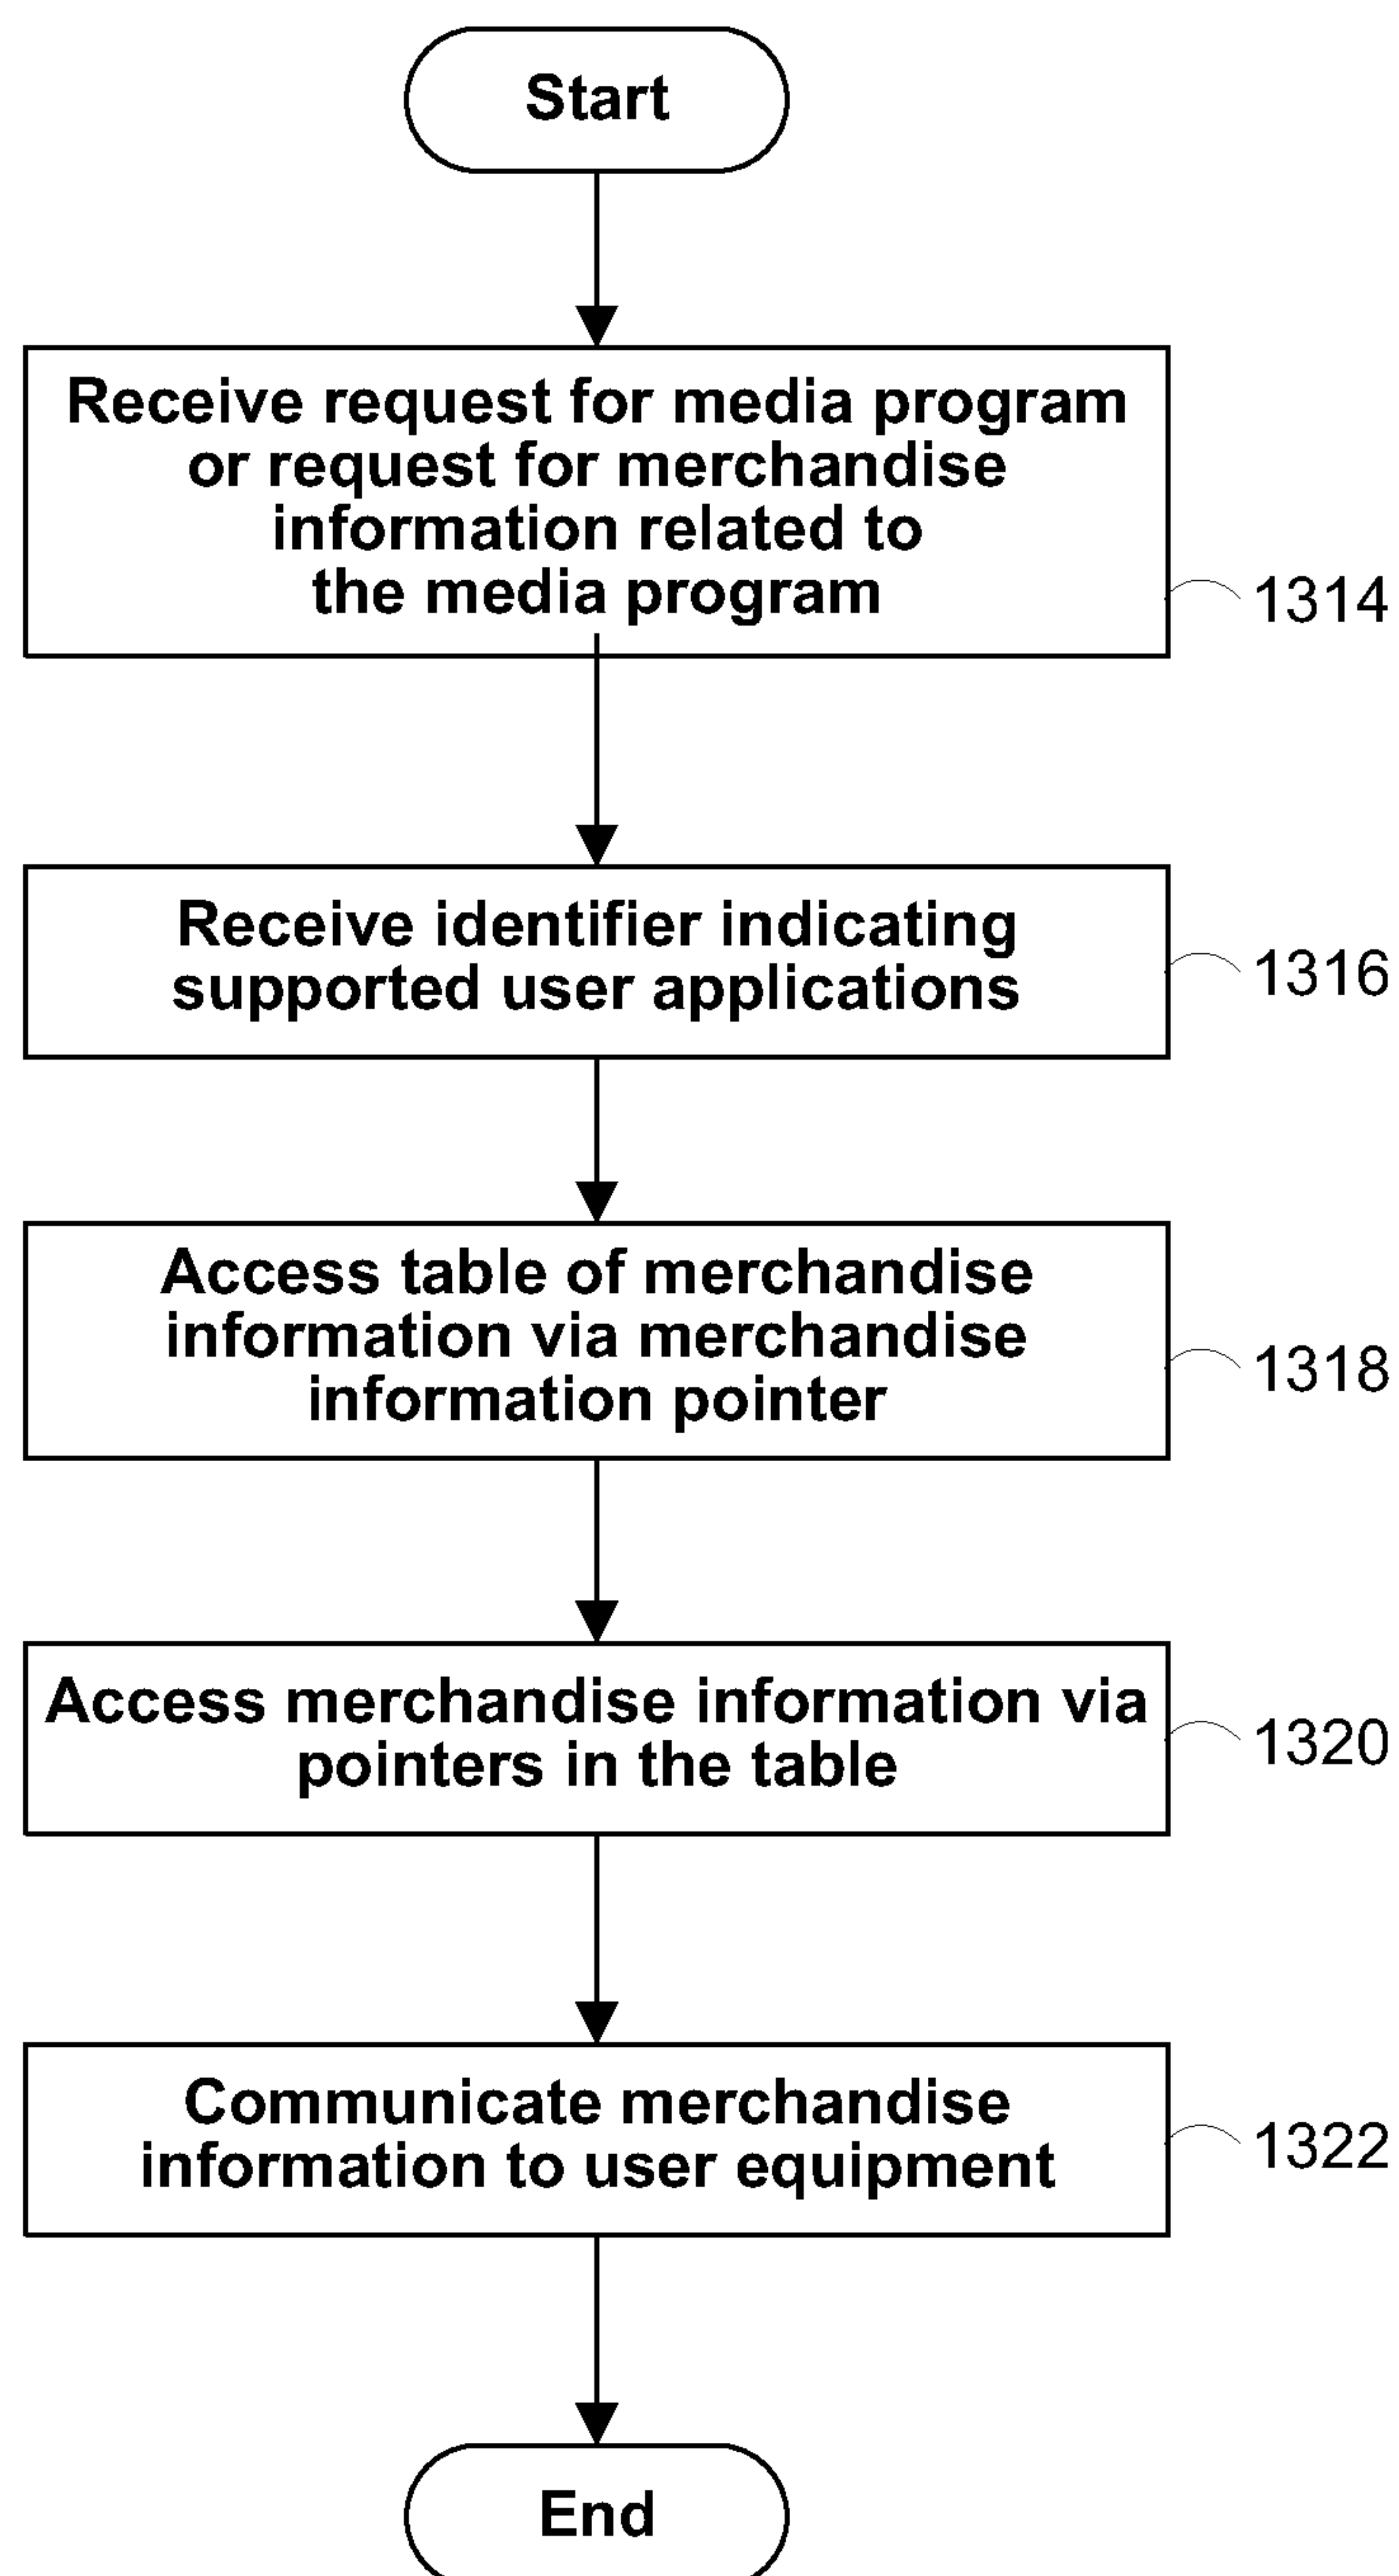 Start
Receive request for media program
or request for merchandise
information related to
the media program
1314
Receive identifier indicating
supported user applications
1316
Access table of merchandise
information via merchandise
information pointer
1318
Access merchandise information via
pointers in the table
1320
Communicate merchandise
information to user equipment
1322
End